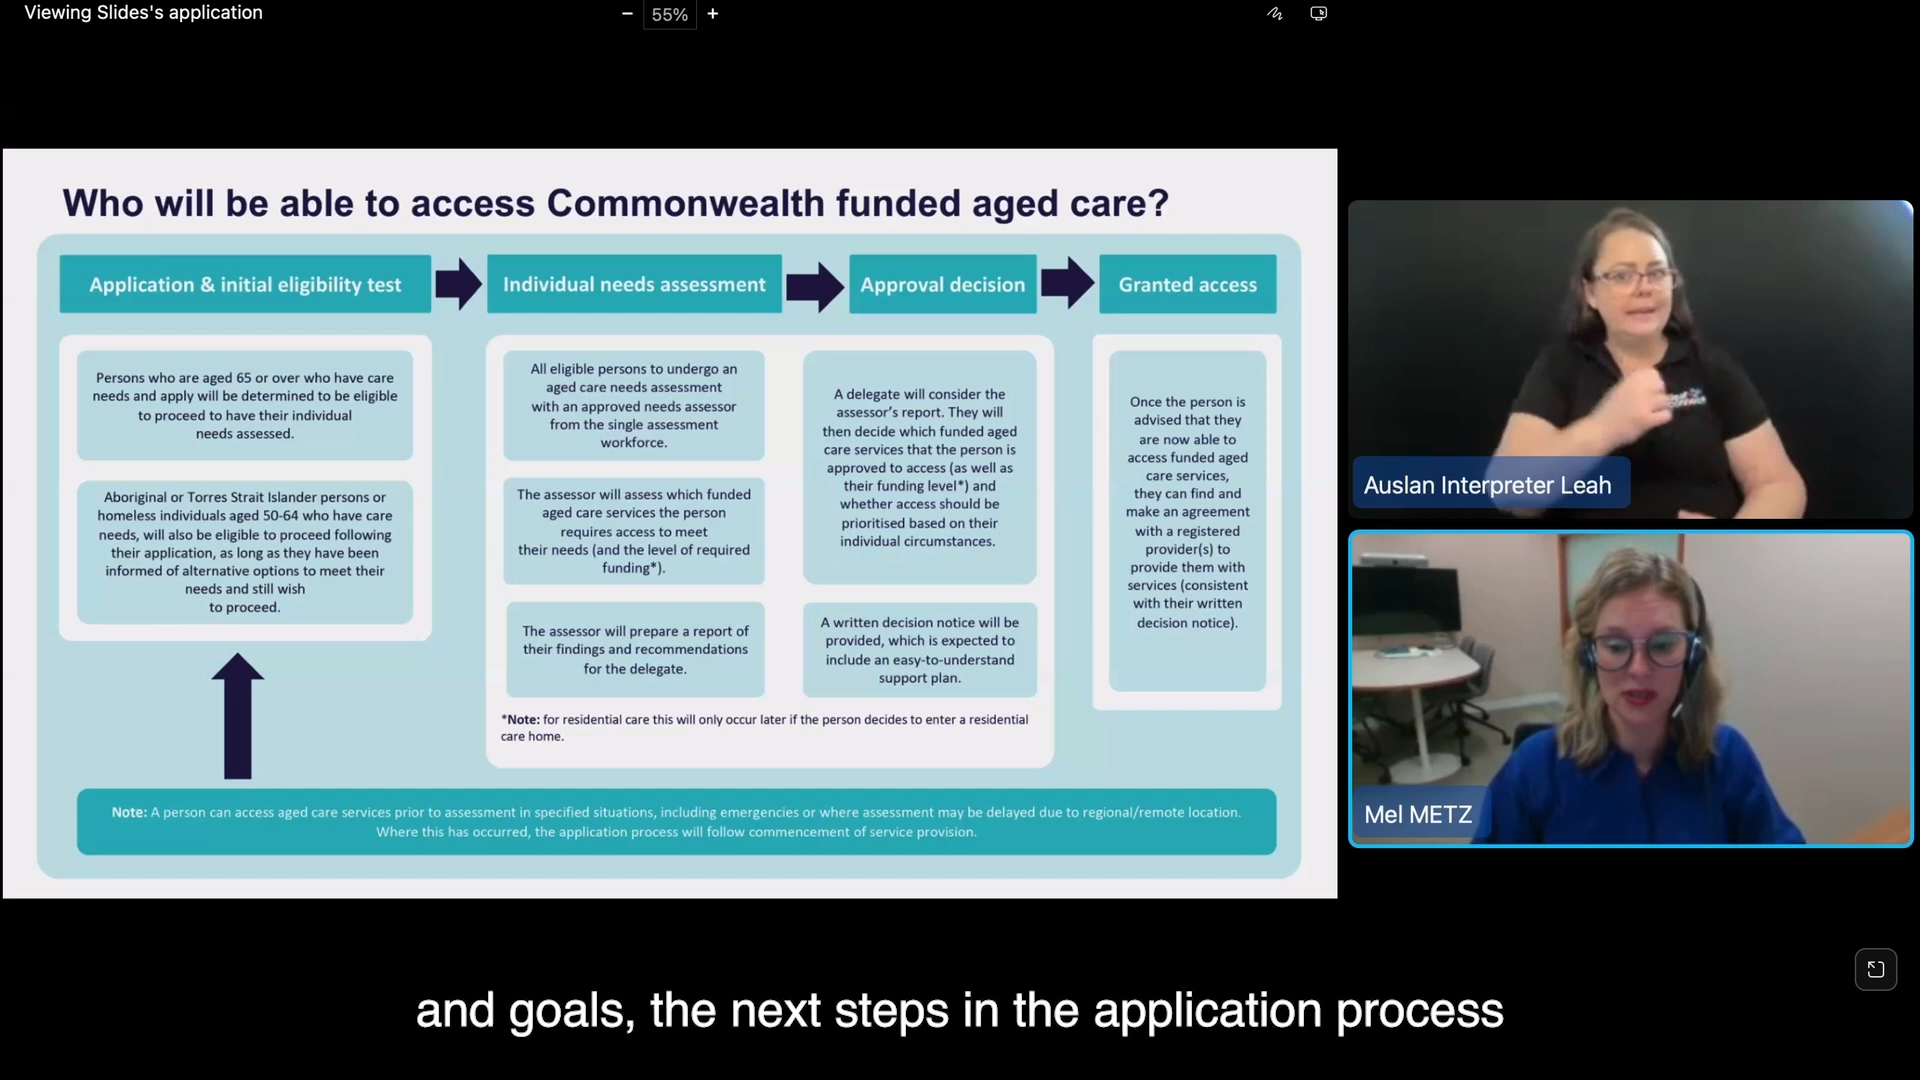 Viewing Slides's application
− 55% +
Who will be able to access Commonwealth funded aged care?
Application & initial eligibility test
Individual needs assessment
Approval decision
Granted access
Persons who are aged 65 or over who have care
needs and apply will be determined to be eligible
to proceed to have their individual
needs assessed.
Aboriginal or Torres Strait Islander persons or
homeless individuals aged 50-64 who have care
needs, will also be eligible to proceed following
their application, as long as they have been
informed of alternative options to meet their
needs and still wish
to proceed.
All eligible persons to undergo an
aged care needs assessment
with an approved needs assessor
from the single assessment
workforce.
The assessor will assess which funded
aged care services the person
requires access to meet
their needs (and the level of required
funding*).
The assessor will prepare a report of
their findings and recommendations
for the delegate.
A delegate will consider the
assessor’s report. They will
then decide which funded aged
care services that the person is
approved to access (as well as
their funding level*) and
whether access should be
prioritised based on their
individual circumstances.
A written decision notice will be
provided, which is expected to
include an easy-to-understand
support plan.
*Note: for residential care this will only occur later if the person decides to enter a residential
care home.
Once the person is
advised that they
are now able to
access funded aged
care services,
they can find and
make an agreement
with a registered
provider(s) to
provide them with
services (consistent
with their written
decision notice).
Note: A person can access aged care services prior to assessment in specified situations, including emergencies or where assessment may be delayed due to regional/remote location.
Where this has occurred, the application process will follow commencement of service provision.
Auslan Interpreter Leah
Mel METZ
and goals, the next steps in the application process